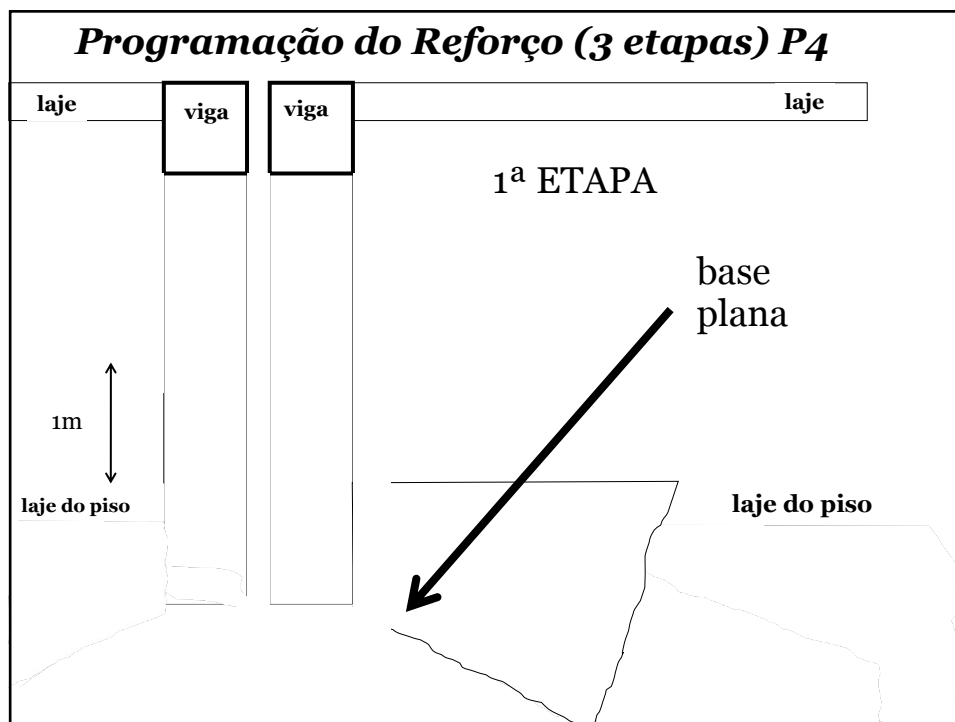 Programação do Reforço (3 etapas) P4
laje
viga
viga
laje
1ª ETAPA
base
plana
1m
laje do piso
laje do piso